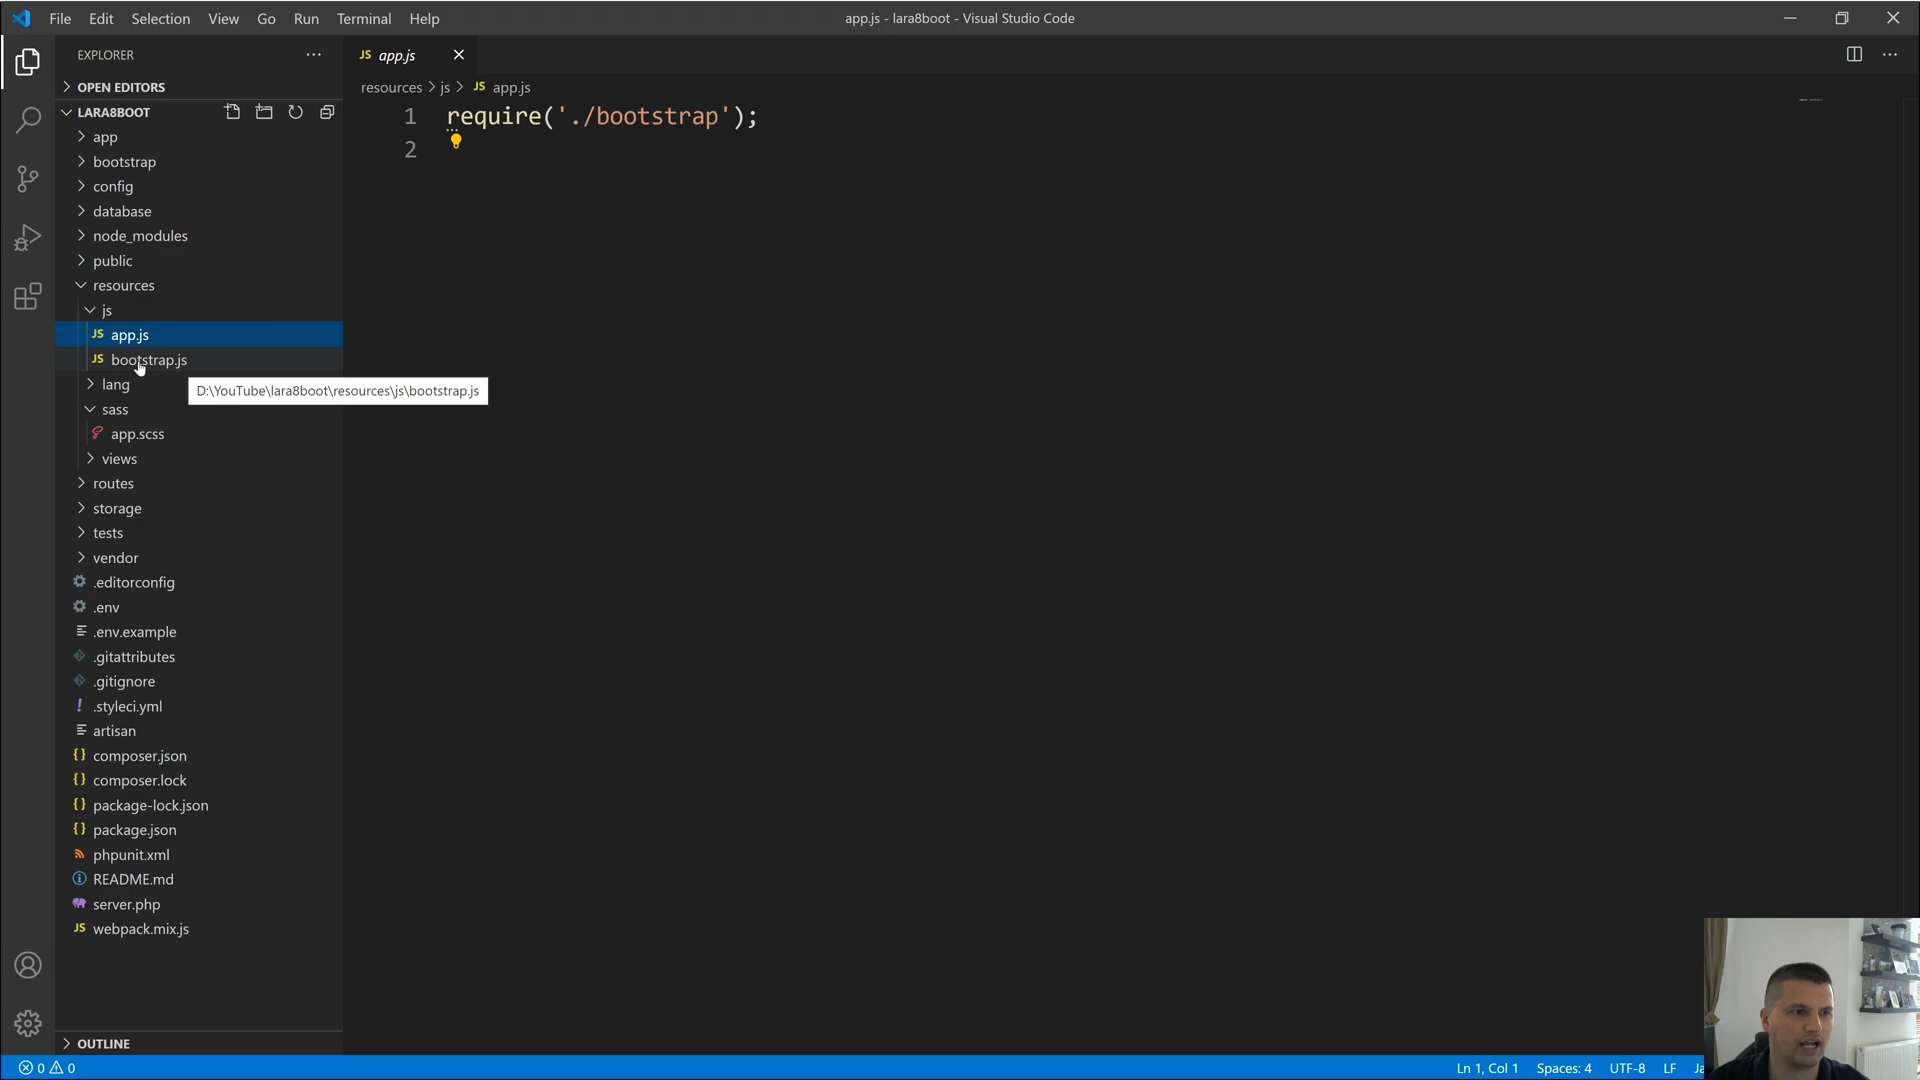 File Edit Selection View Go Run Terminal Help
app.js - lara8boot - Visual Studio Code
EXPLORER
JS app.js
OPEN EDITORS
resources > js > JS app.js
LARA8BOOT
app
bootstrap
config
database
node_modules
public
resources
js
JS app.js
JS bootstrap.js
lang
D:\YouTube\lara8boot\resources\js\bootstrap.js
sass
app.scss
views
routes
storage
tests
vendor
.editorconfig
.env
.env.example
.gitattributes
.gitignore
! .styleci.yml
artisan
{} composer.json
{} composer.lock
{} package-lock.json
{} package.json
phpunit.xml
README.md
server.php
JS webpack.mix.js
OUTLINE
1 require('./bootstrap');
2
0 0
Ln 1, Col 1 Spaces: 4 UTF-8 LF